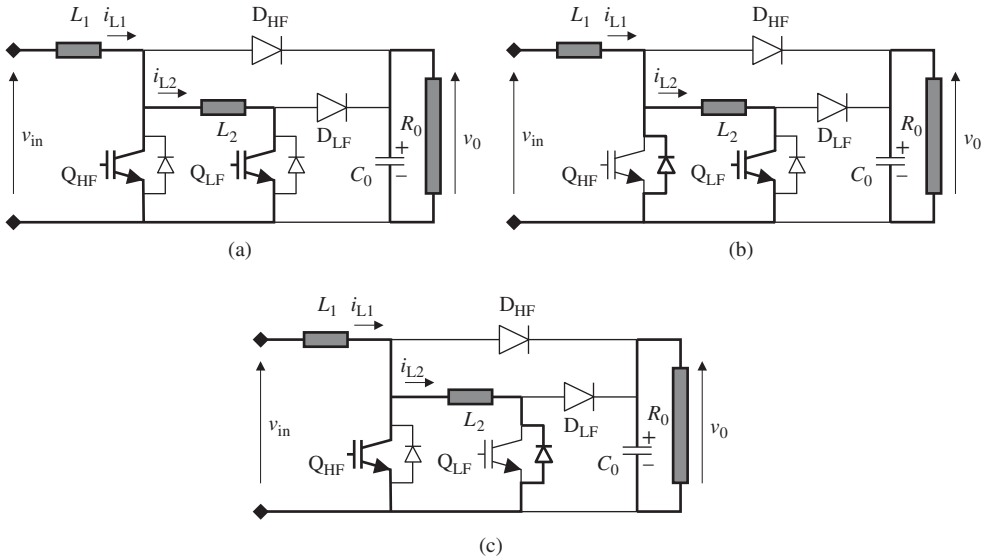 L1 iL1 DHF
iL2
vin L2 DLF R0 v0
QHF QLF C0 + −
(a)
L1 iL1 DHF
iL2
vin L2 DLF R0 v0
QHF QLF C0 + −
(b)
L1 iL1 DHF
iL2
vin L2 DLF R0 v0
QHF QLF C0 + −
(c)